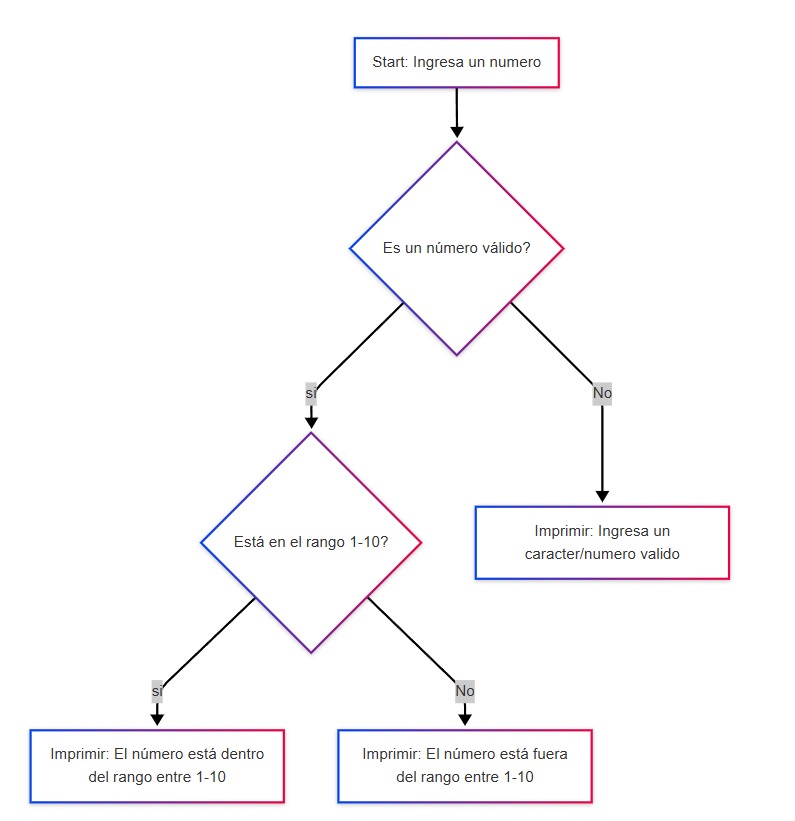 Start: Ingresa un numero
Es un número válido?
si
No
Está en el rango 1-10?
Imprimir: Ingresa un
caracter/numero valido
si
No
Imprimir: El número está dentro
del rango entre 1-10
Imprimir: El número está fuera
del rango entre 1-10